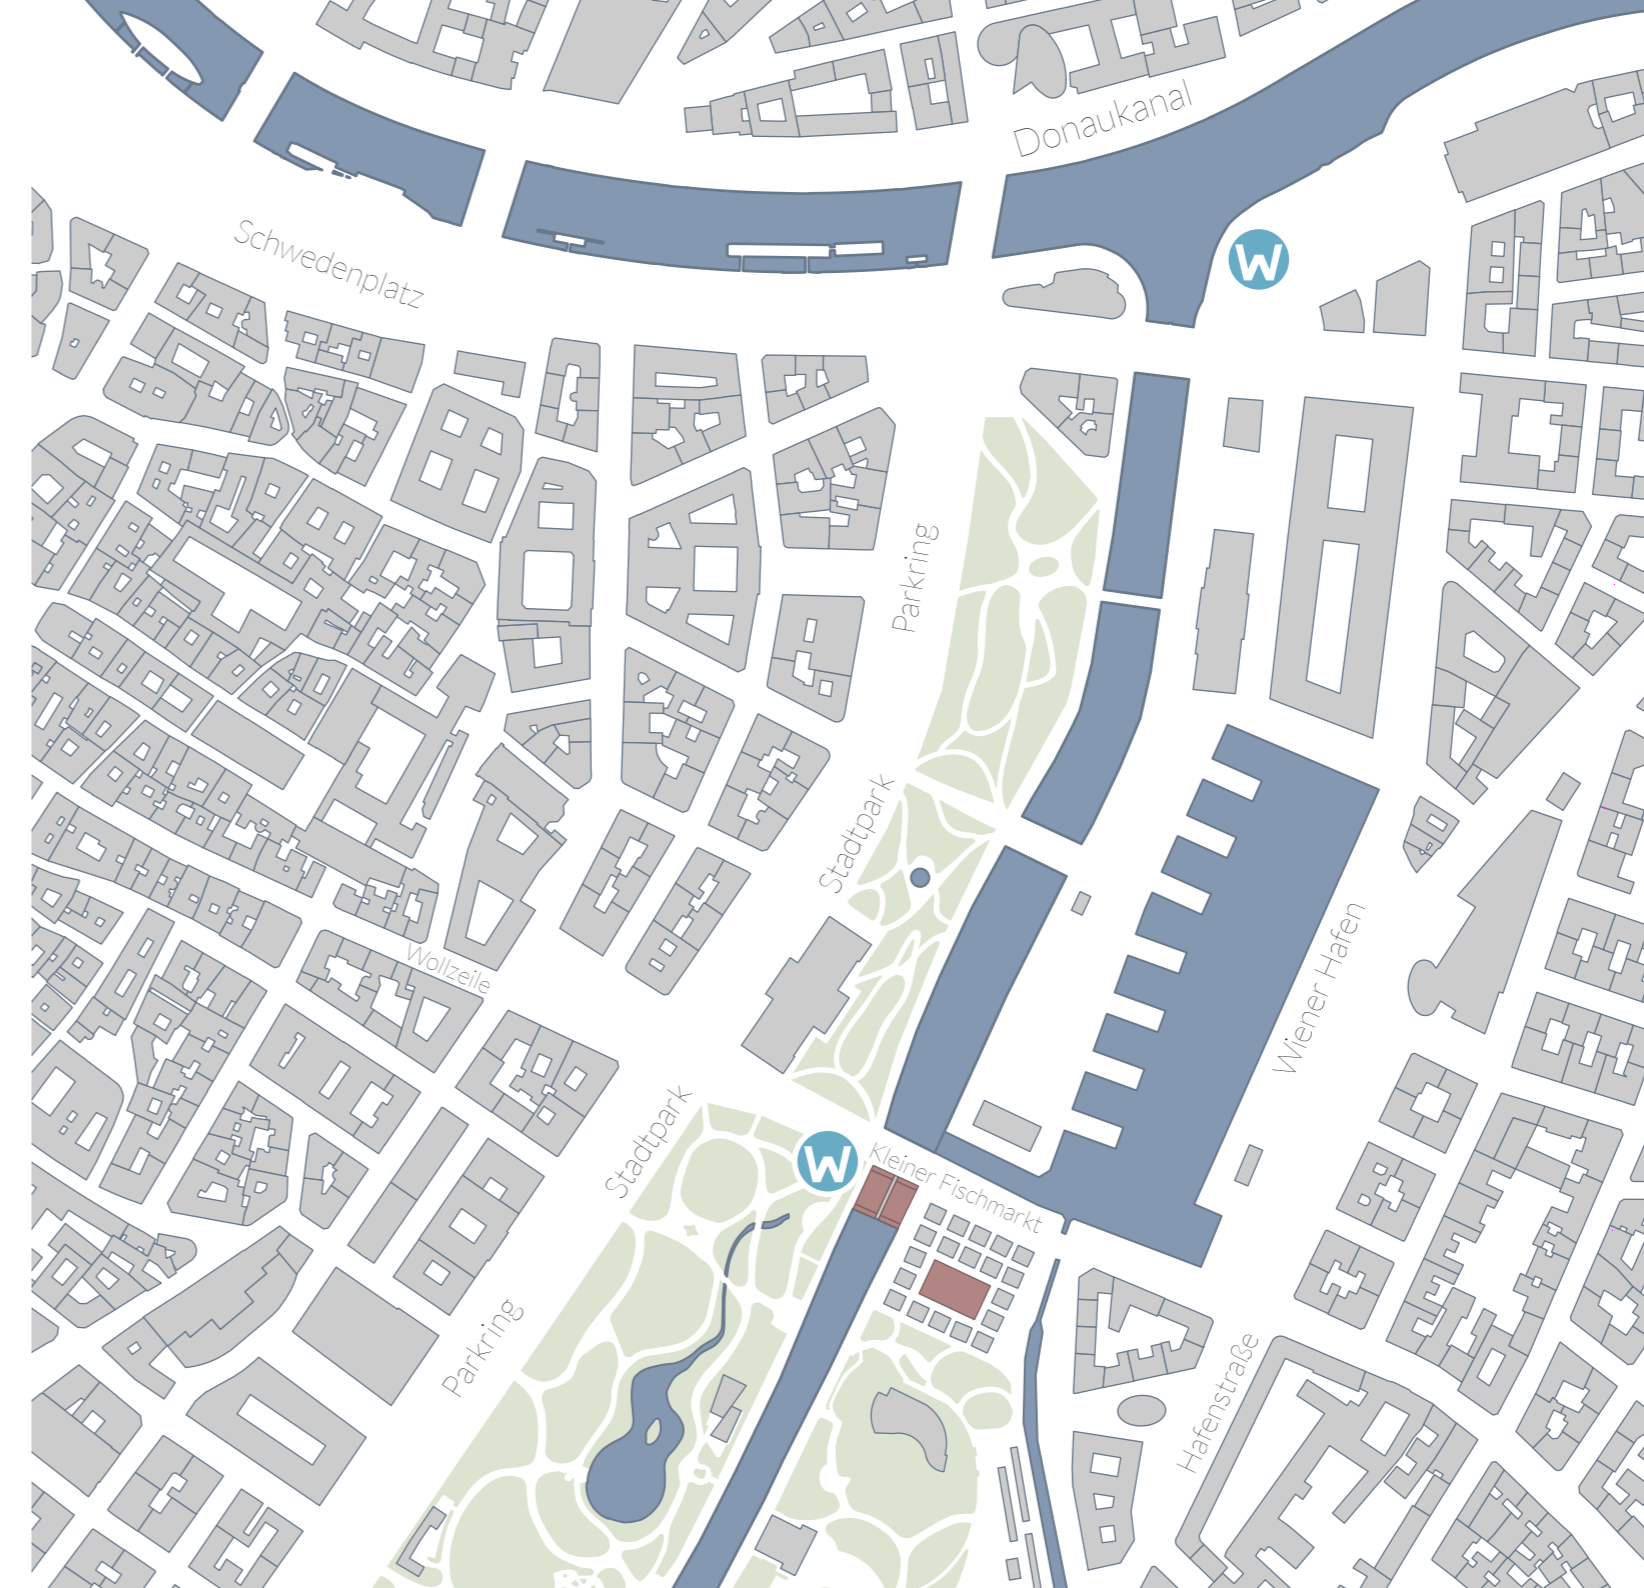 Donaukanal
Schwedenplatz
W
Parkring
Stadtpark
Wiener Hafen
Wollzeile
Stadtpark
W
Kleiner Fischmarkt
Parkring
Hafenstraße